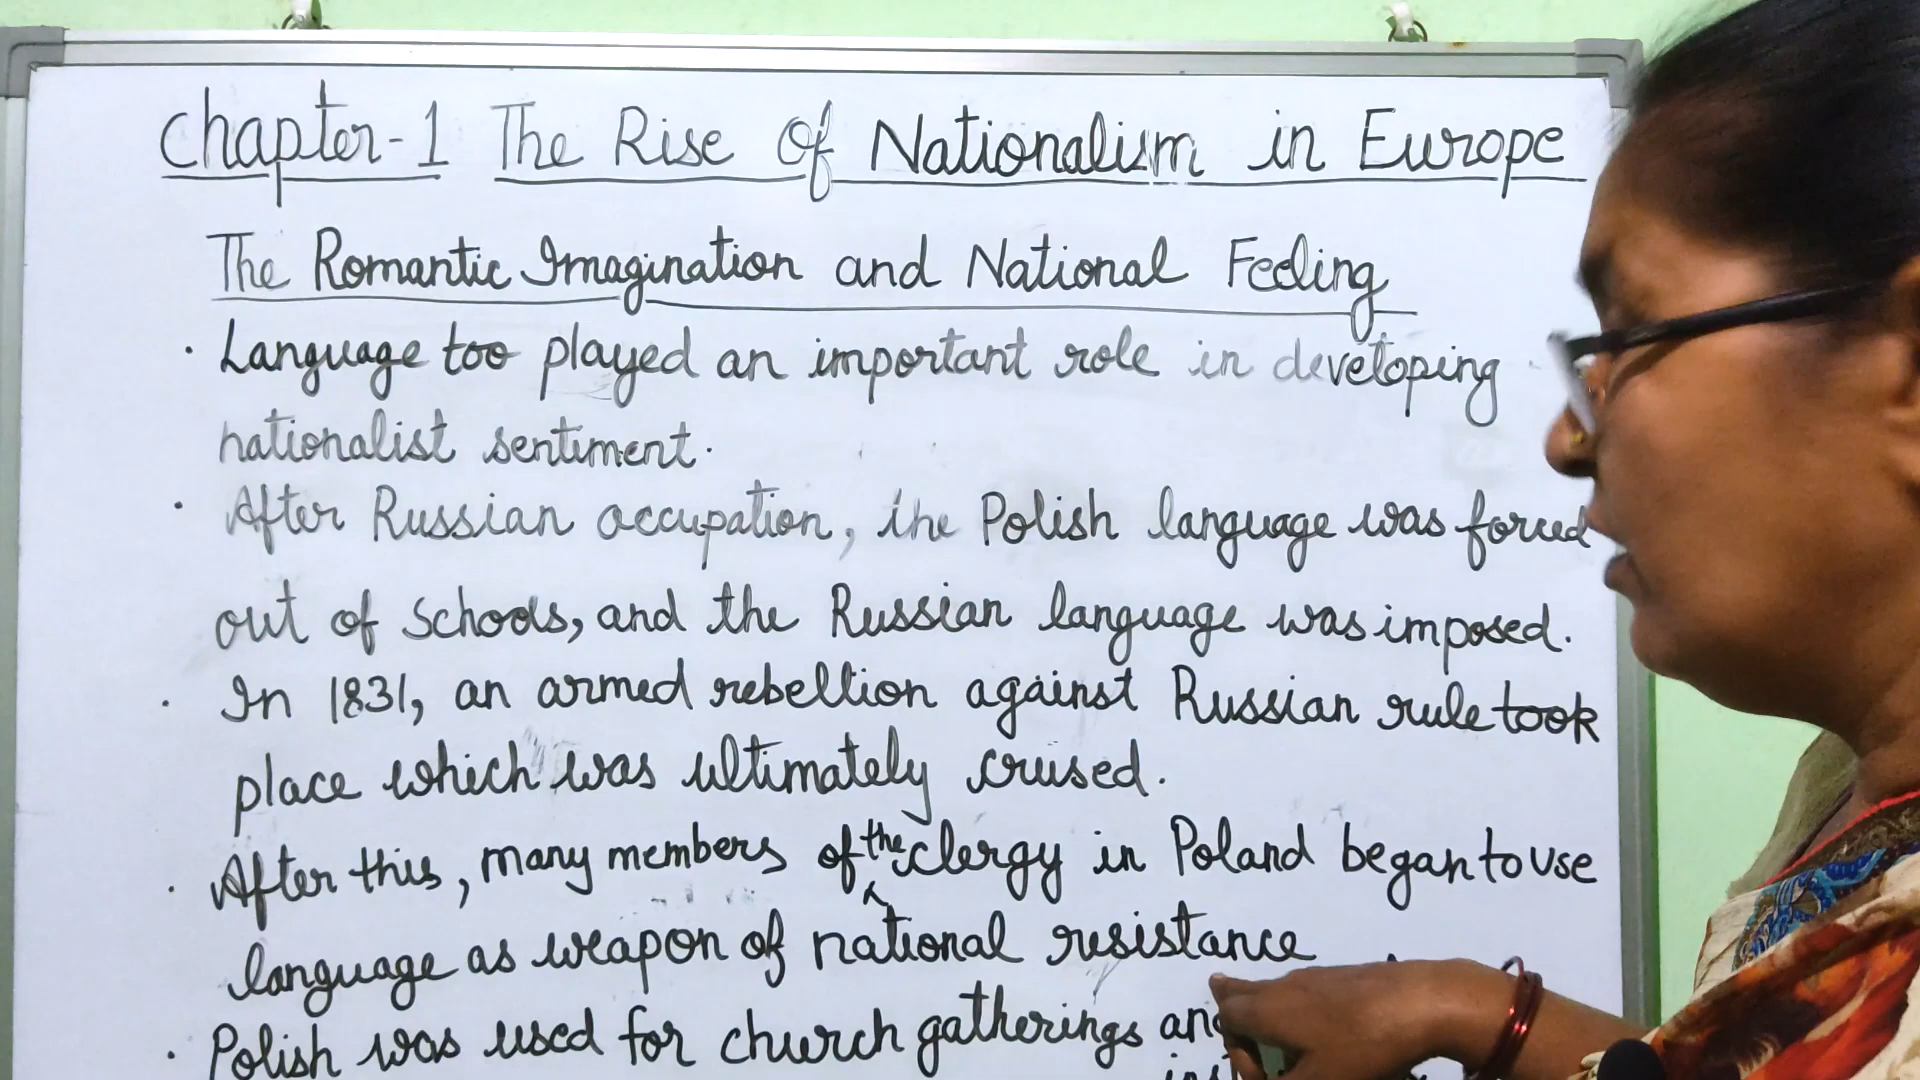 Chapter-1 The Rise Of Nationalism in Europe
The Romantic Imagination and National Feeling
· Language too played an important role in developing
nationalist sentiment.
· After Russian occupation, the Polish language was forced
out of Schools, and the Russian language was imposed.
· In 1831, an armed rebellion against Russian rule took
place which was ultimately crused.
· After this, many members of the clergy in Poland began to use
language as weapon of national resistance
· Polish was used for church gatherings and